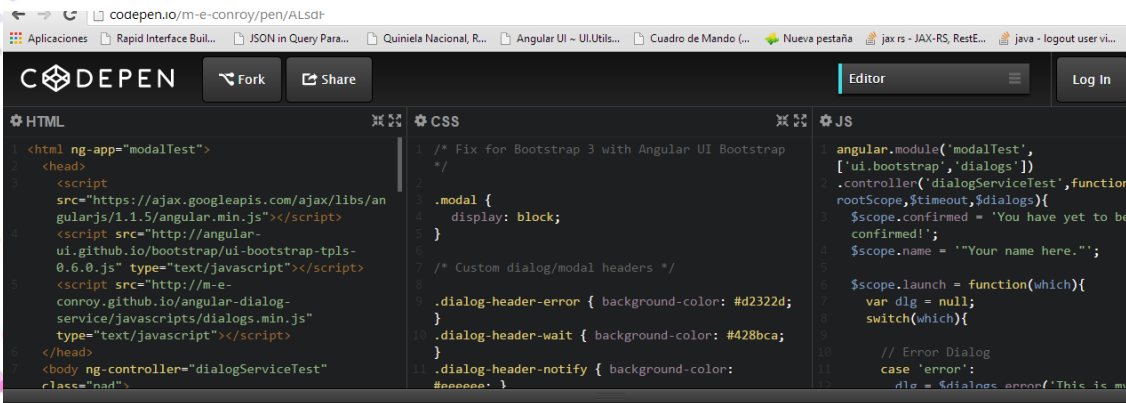 codepen.io/m-e-conroy/pen/ALsdF
Aplicaciones Rapid Interface Buil... JSON in Query Para... Quiniela Nacional, R... Angular UI ~ UI.Utils... Cuadro de Mando (... Nueva pestaña jax rs - JAX-RS, RestE... java - logout user vi...
CODEPEN Fork Share Editor Log In
HTML
1 <html ng-app="modalTest">
2 <head>
3 <script
src="https://ajax.googleapis.com/ajax/libs/an
gularjs/1.1.5/angular.min.js"></script>
4 <script src="http://angular-
ui.github.io/bootstrap/ui-bootstrap-tpls-
0.6.0.js" type="text/javascript"></script>
5 <script src="http://m-e-
conroy.github.io/angular-dialog-
service/javascripts/dialogs.min.js"
type="text/javascript"></script>
6 </head>
7 <body ng-controller="dialogServiceTest"
class="pad">
CSS
1 /* Fix for Bootstrap 3 with Angular UI Bootstrap
*/
2
3 .modal {
4 display: block;
5 }
6
7 /* Custom dialog/modal headers */
8
9 .dialog-header-error { background-color: #d2322d;
}
10 .dialog-header-wait { background-color: #428bca;
}
11 .dialog-header-notify { background-color:
#eeeeee; }
JS
1 angular.module('modalTest',
['ui.bootstrap','dialogs'])
2 .controller('dialogServiceTest',function
rootScope,$timeout,$dialogs){
3 $scope.confirmed = 'You have yet to be
confirmed!';
4 $scope.name = '"Your name here."';
5
6 $scope.launch = function(which){
7 var dlg = null;
8 switch(which){
9
10 // Error Dialog
11 case 'error':
12 dlg = $dialogs.error('This is my